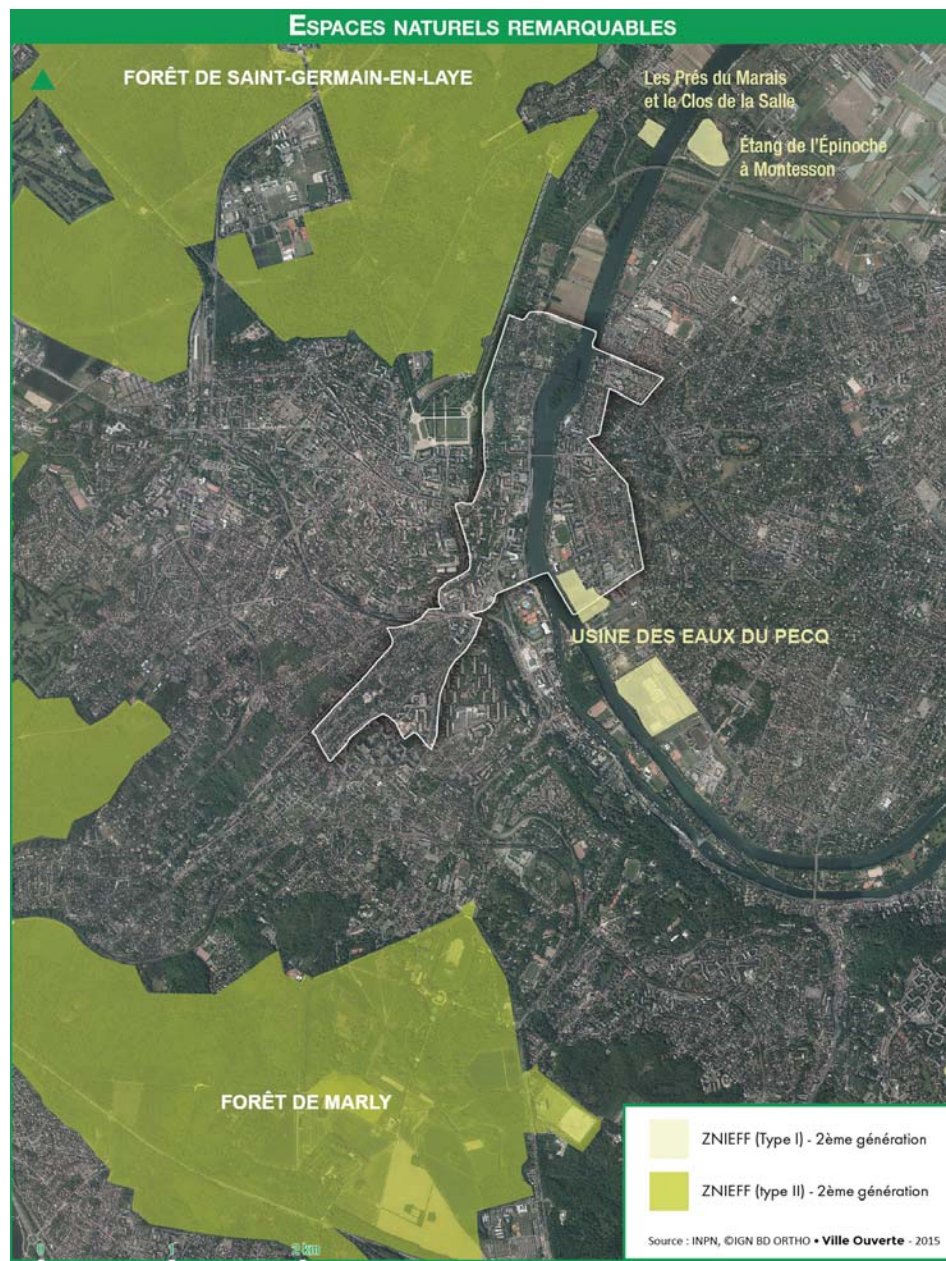 ESPACES NATURELS REMARQUABLES
FORÊT DE SAINT-GERMAIN-EN-LAYE
Les Prés du Marais
et le Clos de la Salle
Étang de l'Épinoche
à Montesson
USINE DES EAUX DU PECQ
FORÊT DE MARLY
ZNIEFF (Type I) - 2ème génération
ZNIEFF (type II) - 2ème génération
Source : INPN, ©IGN BD ORTHO • Ville Ouverte - 2015
0 1 2 km